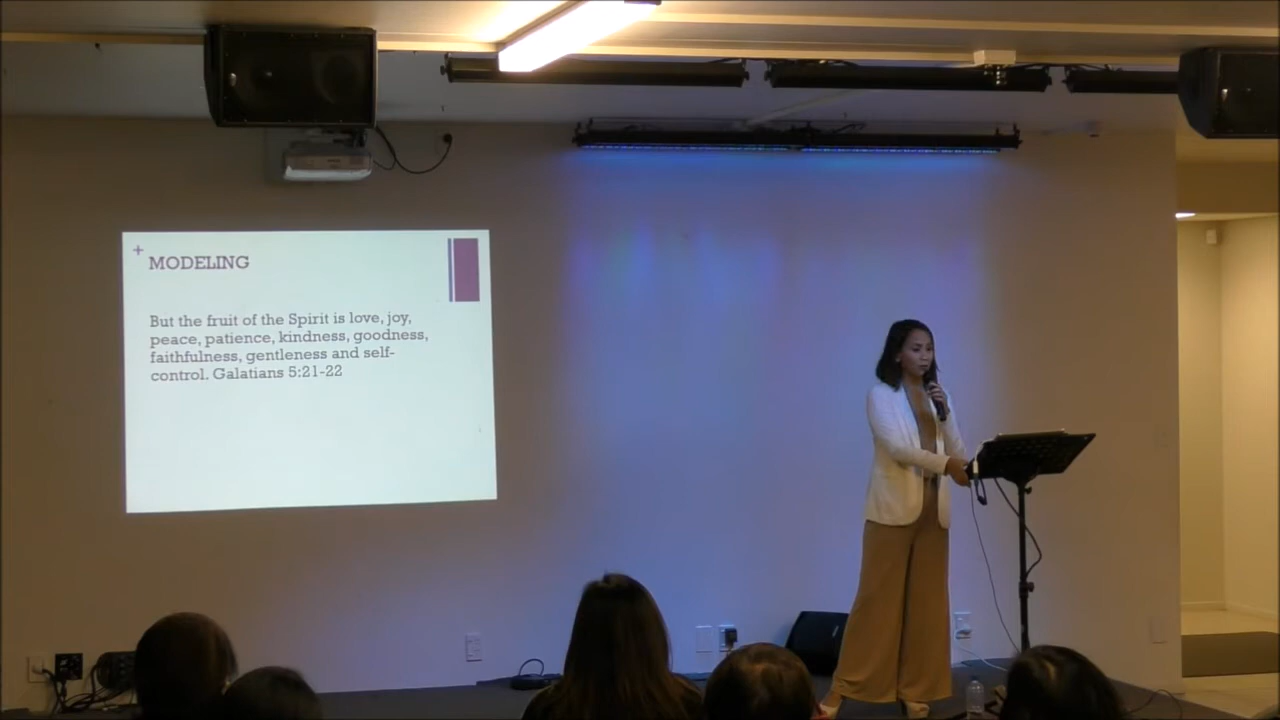 +
MODELING
But the fruit of the Spirit is love, joy,
peace, patience, kindness, goodness,
faithfulness, gentleness and self-
control. Galatians 5:21-22